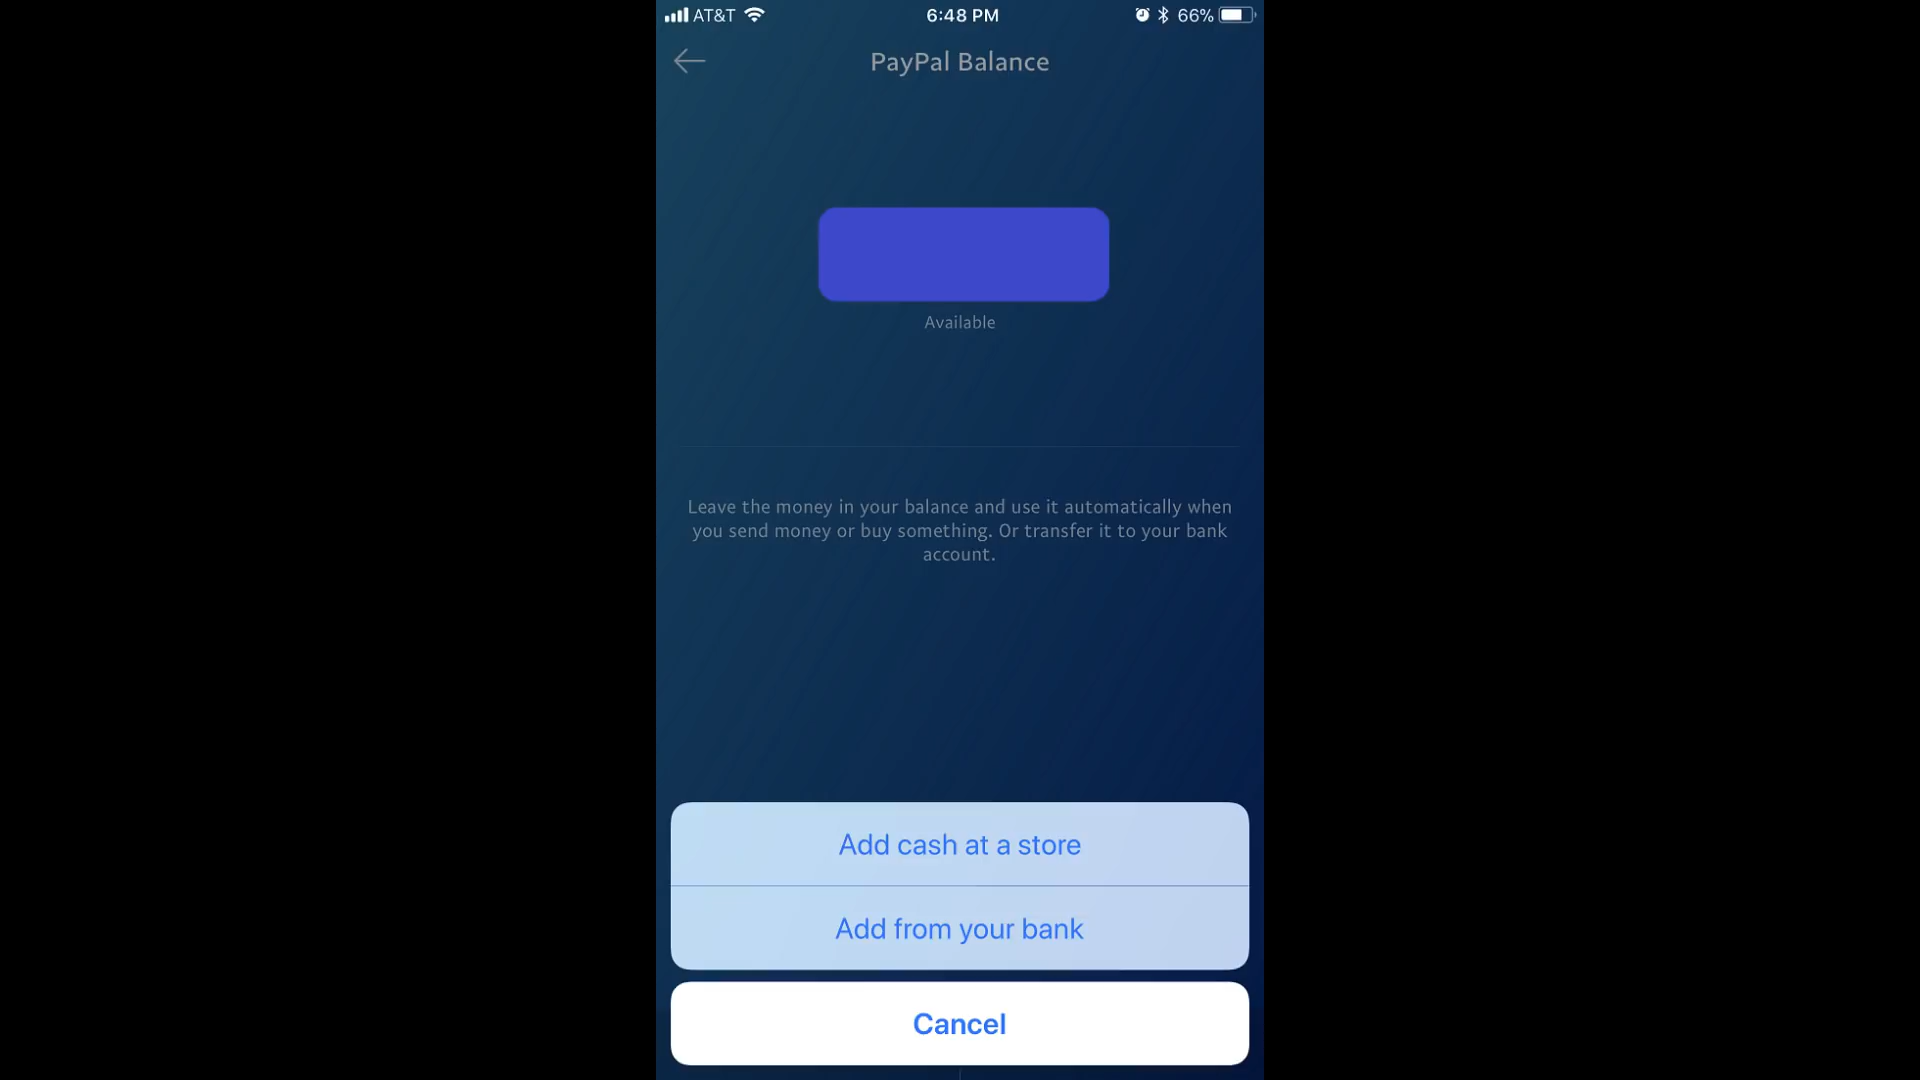 AT&T 6:48 PM 66%
PayPal Balance
Available
Leave the money in your balance and use it automatically when
you send money or buy something. Or transfer it to your bank
account.
Add cash at a store
Add from your bank
Cancel